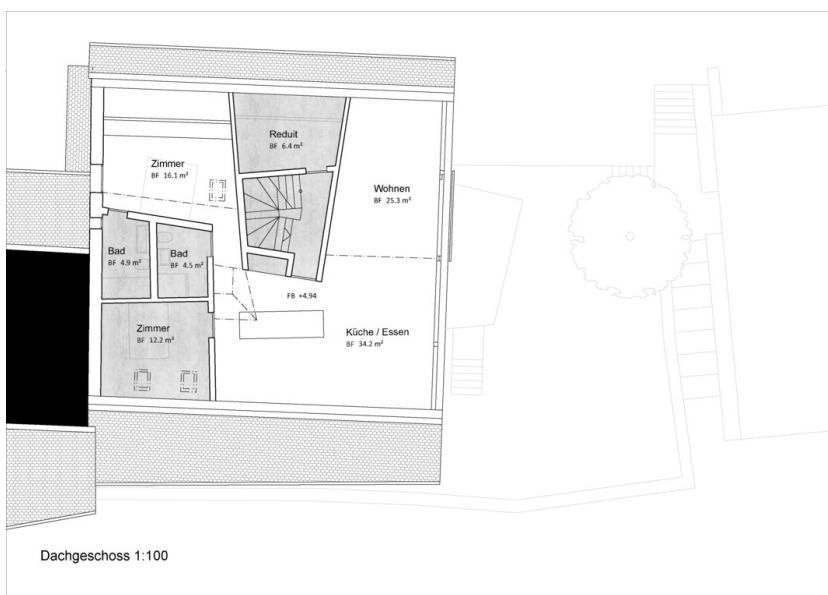 Reduit
BF 6.4 m²
Zimmer
BF 16.1 m²
Wohnen
BF 25.3 m²
Bad
BF 4.9 m²
Bad
BF 4.5 m²
FB +4.94
Zimmer
BF 12.2 m²
Küche / Essen
BF 34.2 m²
Dachgeschoss 1:100